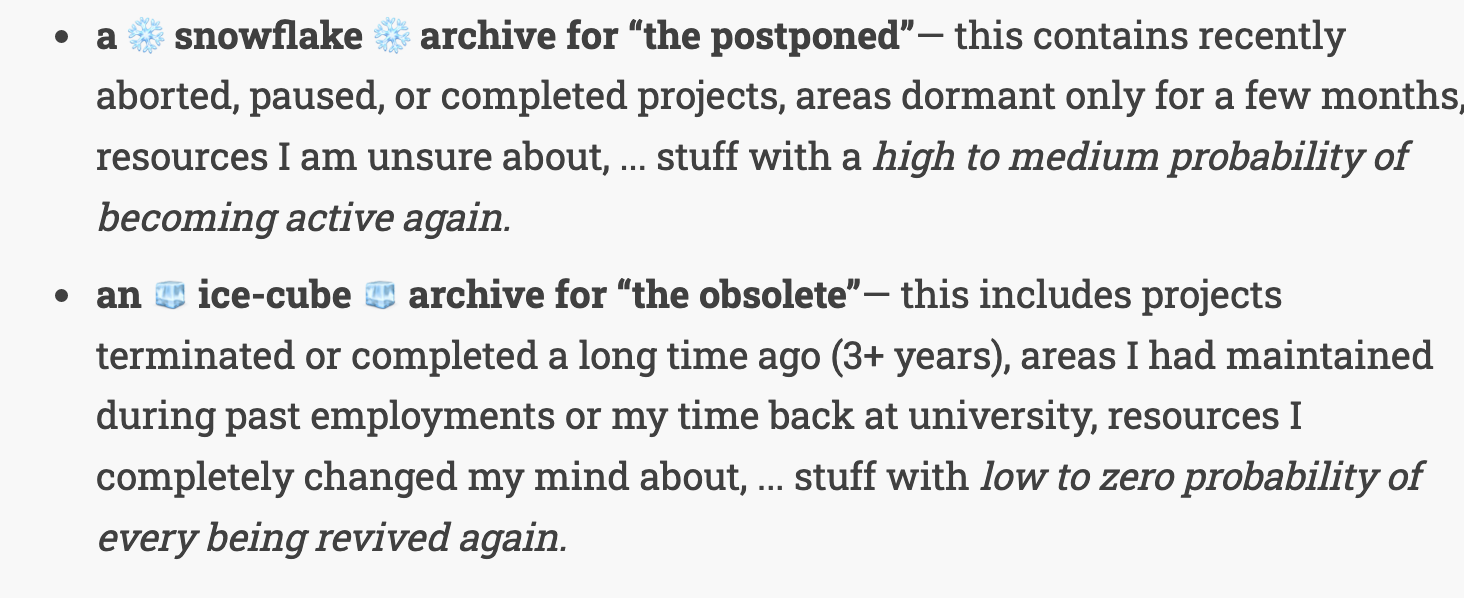 • a ❄️ snowflake ❄️ archive for “the postponed”— this contains recently
aborted, paused, or completed projects, areas dormant only for a few months,
resources I am unsure about, ... stuff with a high to medium probability of
becoming active again.
• an 🧊 ice-cube 🧊 archive for “the obsolete”— this includes projects
terminated or completed a long time ago (3+ years), areas I had maintained
during past employments or my time back at university, resources I
completely changed my mind about, ... stuff with low to zero probability of
every being revived again.